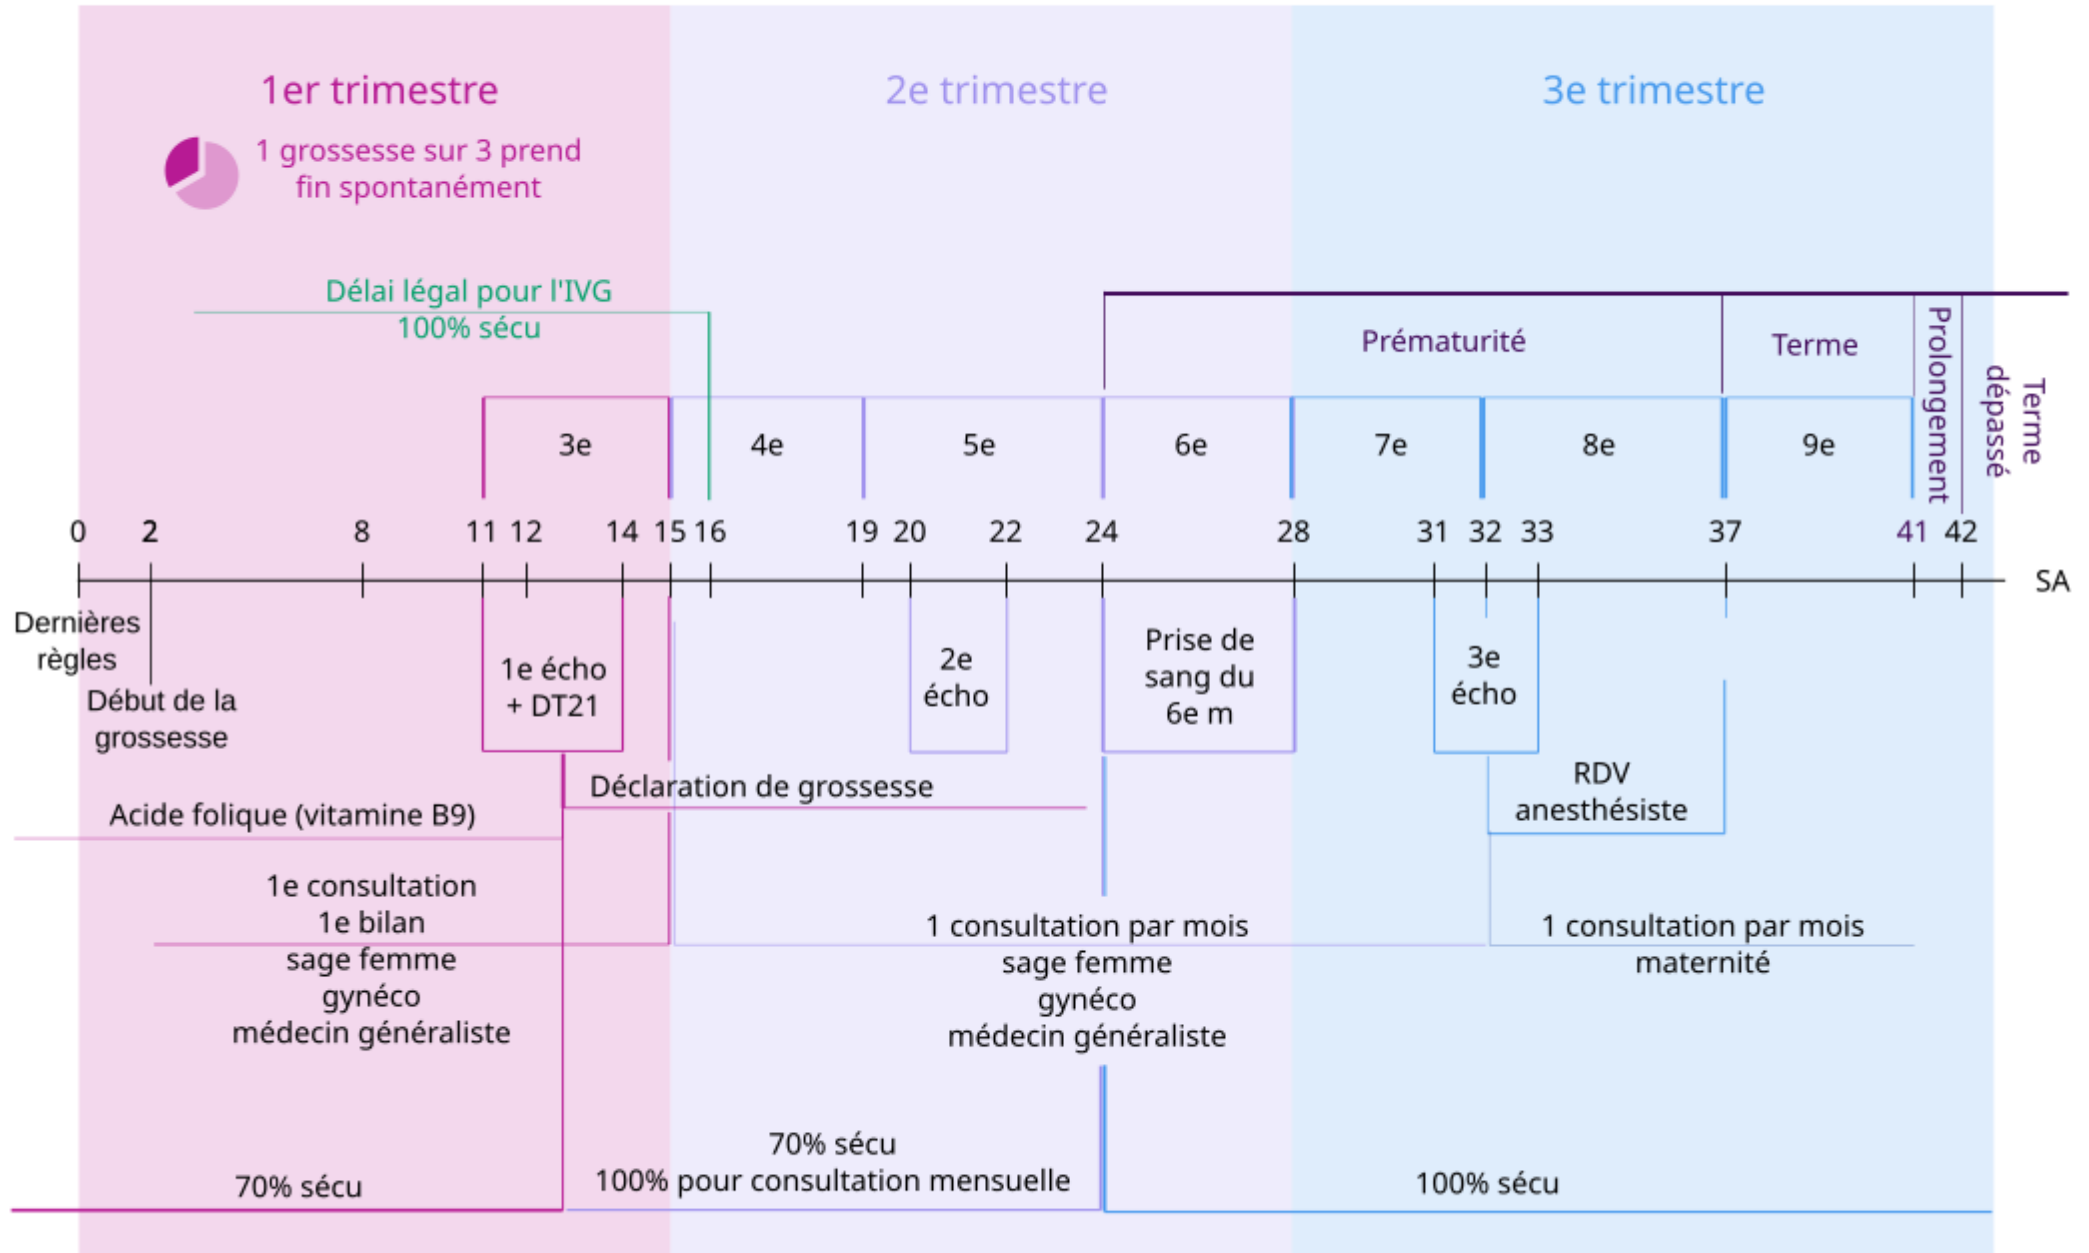 1er trimestre
2e trimestre
3e trimestre
1 grossesse sur 3 prend
fin spontanément
Délai légal pour l'IVG
100% sécu
Prématurité
Terme
Prolongement
Terme
dépassé
3e
4e
5e
6e
7e
8e
9e
0 2 8 11 12 14 15 16 19 20 22 24 28 31 32 33 37 41 42
SA
Dernières
règles
Début de la
grossesse
1e écho
+ DT21
2e
écho
Prise de
sang du
6e m
3e
écho
Déclaration de grossesse
RDV
anesthésiste
Acide folique (vitamine B9)
1e consultation
1e bilan
sage femme
gynéco
médecin généraliste
1 consultation par mois
sage femme
gynéco
médecin généraliste
1 consultation par mois
maternité
70% sécu
70% sécu
100% pour consultation mensuelle
100% sécu